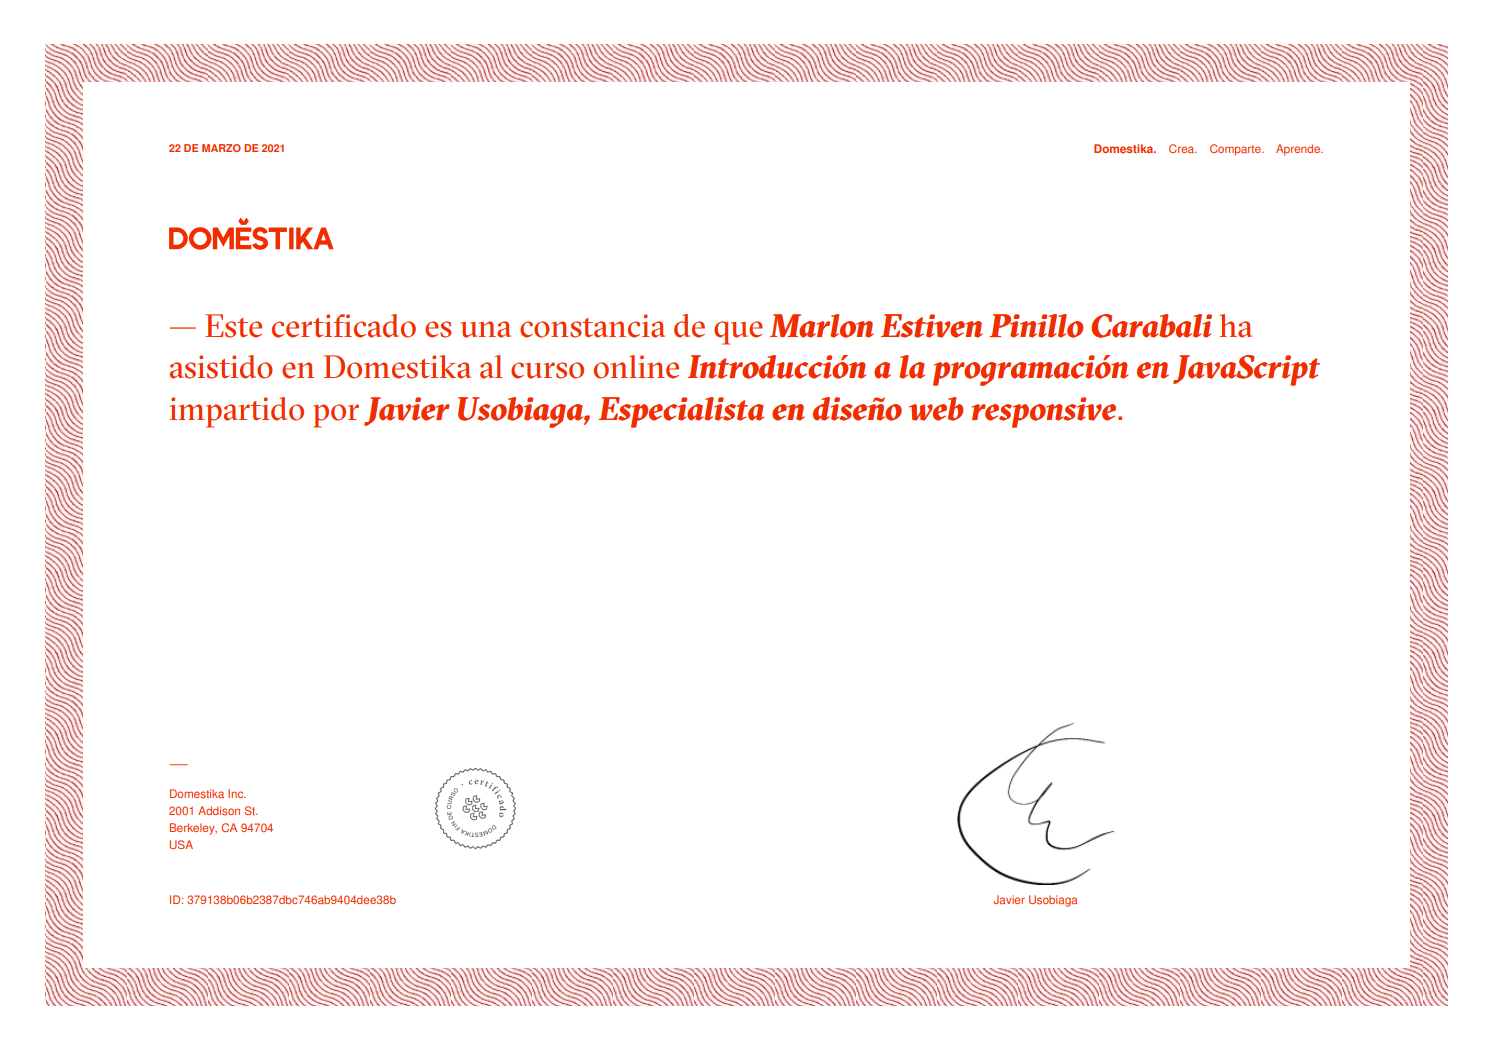 22 DE MARZO DE 2021
Domestika. Crea. Comparte. Aprende.
DOMĔSTIKA
— Este certificado es una constancia de que Marlon Estiven Pinillo Carabali ha
asistido en Domestika al curso online Introducción a la programación en JavaScript
impartido por Javier Usobiaga, Especialista en diseño web responsive.
—
Domestika Inc.
2001 Addison St.
Berkeley, CA 94704
USA
certificado · DOMESTIKA FIN DE CURSO
ID: 379138b06b2387dbc746ab9404dee38b
Javier Usobiaga